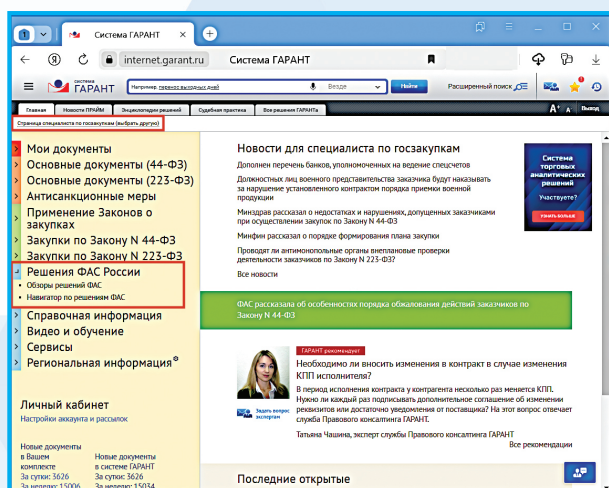 1
Система ГАРАНТ
internet.garant.ru Система ГАРАНТ
система
ГАРАНТ
Например, перенос выходных дней
Везде
Найти
Расширенный поиск
Главная
Новости ПРАЙМ
Энциклопедии решений
Судебная практика
Все решения ГАРАНТа
А+ А- Выход
Страница специалиста по госзакупкам (выбрать другую)
Мои документы
Основные документы (44-ФЗ)
Основные документы (223-ФЗ)
Антисанкционные меры
Применение Законов о
закупках
Закупки по Закону N 44-ФЗ
Закупки по Закону N 223-ФЗ
Решения ФАС России
• Обзоры решений ФАС
• Навигатор по решениям ФАС
Справочная информация
Видео и обучение
Сервисы
Региональная информация
Личный кабинет
Настройки аккаунта и рассылок
Новые документы
в Вашем
комплекте
За сутки: 3626
За неделю: 15006
Новые документы
в системе ГАРАНТ
За сутки: 3626
За неделю: 15034
Новости для специалиста по госзакупкам
Дополнен перечень банков, уполномоченных на ведение спецсчетов
Должностных лиц военного представительства заказчика будут наказывать
за нарушение установленного контрактом порядка приемки военной
продукции
Минздрав рассказал о недостатках и нарушениях, допущенных заказчиками
при осуществлении закупок по Закону N 44-ФЗ
Минфин рассказал о порядке формирования плана закупки
Проводят ли антимонопольные органы внеплановые проверки
деятельности заказчиков по Закону N 223-ФЗ?
Все новости
Система
торговых
аналитических
решений
Участвуете?
УЗНАТЬ БОЛЬШЕ
ФАС рассказала об особенностях порядка обжалования действий заказчиков по
Закону N 44-ФЗ
ГАРАНТ рекомендует
Необходимо ли вносить изменения в контракт в случае изменения
КПП исполнителя?
В период исполнения контракта у контрагента несколько раз меняется КПП.
Нужно ли каждый раз подписывать дополнительное соглашение об изменении
реквизитов или достаточно уведомления от поставщика? На этот вопрос отвечает
служба Правового консалтинга ГАРАНТ.
Задать вопрос
экспертам
Татьяна Чашина, эксперт службы Правового консалтинга ГАРАНТ
Все рекомендации
Последние открытые